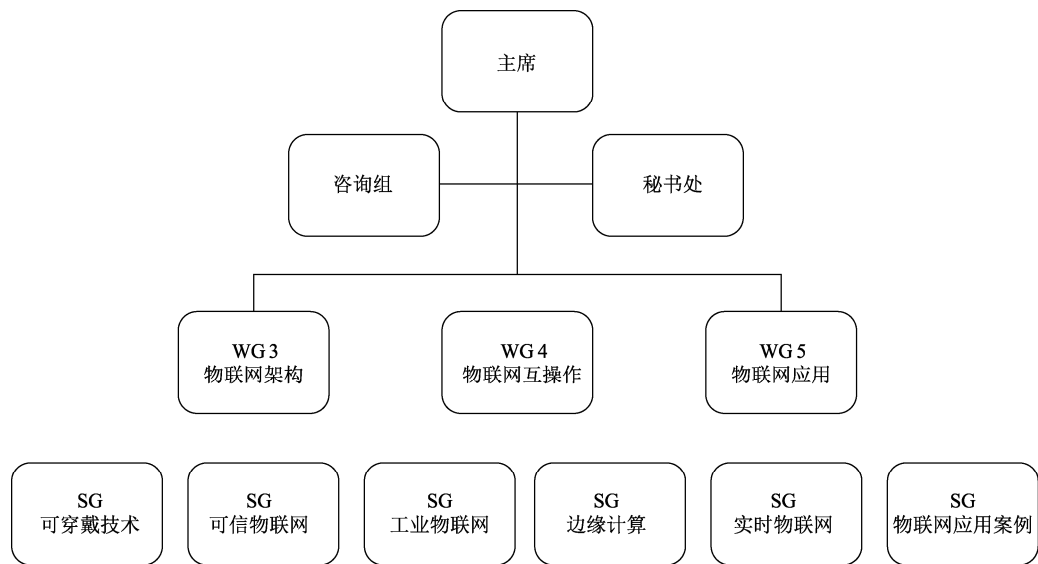 主席
咨询组
秘书处
WG 3
物联网架构
WG 4
物联网互操作
WG 5
物联网应用
SG
可穿戴技术
SG
可信物联网
SG
工业物联网
SG
边缘计算
SG
实时物联网
SG
物联网应用案例